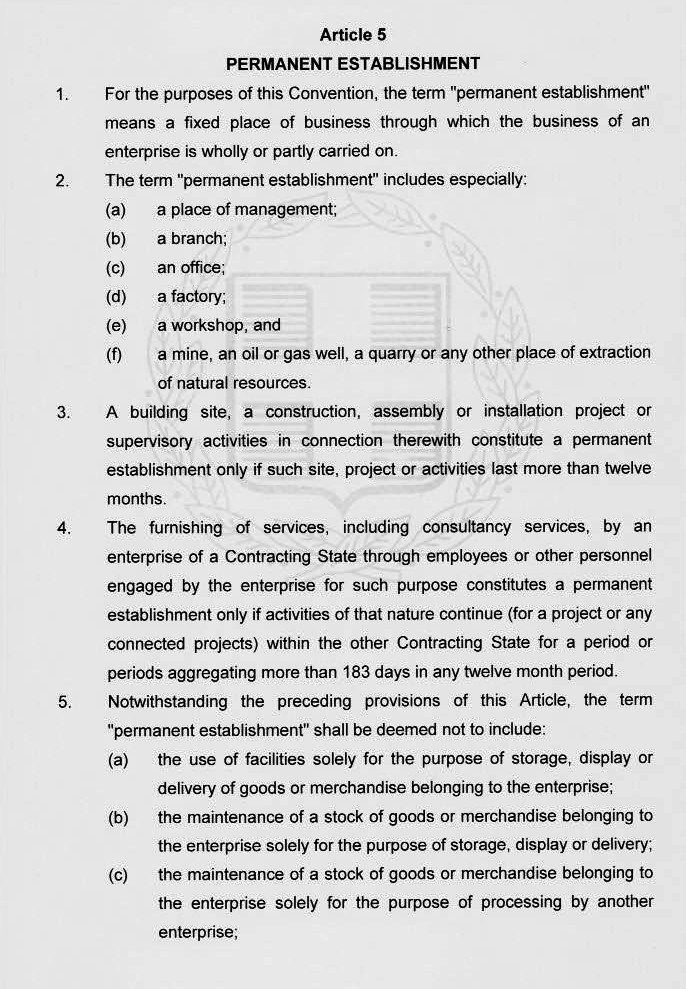 Article 5
PERMANENT ESTABLISHMENT
1. For the purposes of this Convention, the term "permanent establishment"
means a fixed place of business through which the business of an
enterprise is wholly or partly carried on.
2. The term "permanent establishment" includes especially:
(a) a place of management;
(b) a branch;
(c) an office;
(d) a factory;
(e) a workshop, and
(f) a mine, an oil or gas well, a quarry or any other place of extraction
of natural resources.
3. A building site, a construction, assembly or installation project or
supervisory activities in connection therewith constitute a permanent
establishment only if such site, project or activities last more than twelve
months.
4. The furnishing of services, including consultancy services, by an
enterprise of a Contracting State through employees or other personnel
engaged by the enterprise for such purpose constitutes a permanent
establishment only if activities of that nature continue (for a project or any
connected projects) within the other Contracting State for a period or
periods aggregating more than 183 days in any twelve month period.
5. Notwithstanding the preceding provisions of this Article, the term
"permanent establishment" shall be deemed not to include:
(a) the use of facilities solely for the purpose of storage, display or
delivery of goods or merchandise belonging to the enterprise;
(b) the maintenance of a stock of goods or merchandise belonging to
the enterprise solely for the purpose of storage, display or delivery;
(c) the maintenance of a stock of goods or merchandise belonging to
the enterprise solely for the purpose of processing by another
enterprise;